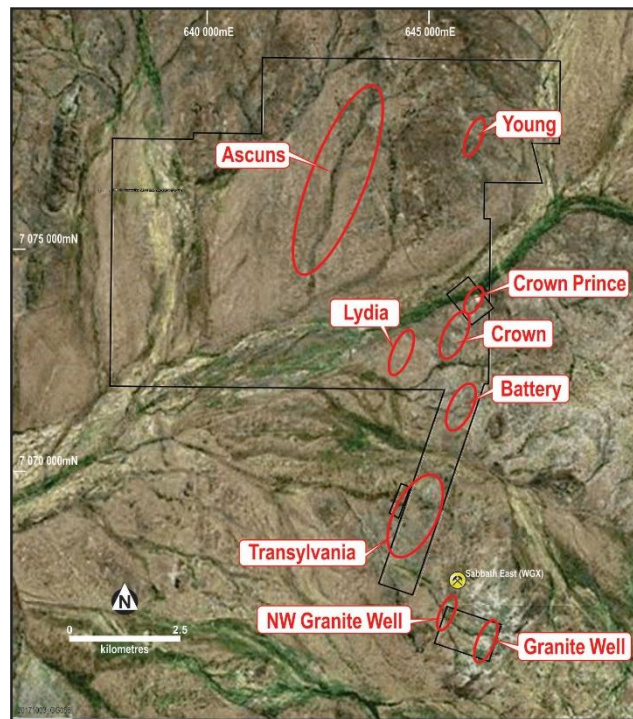 640 000mE
645 000mE
Young
Ascuns
7 075 000mN
Crown Prince
Lydia
Crown
Battery
7 070 000mN
Transylvania
Sabbath East (WGX)
N
NW Granite Well
0
2.5
kilometres
Granite Well